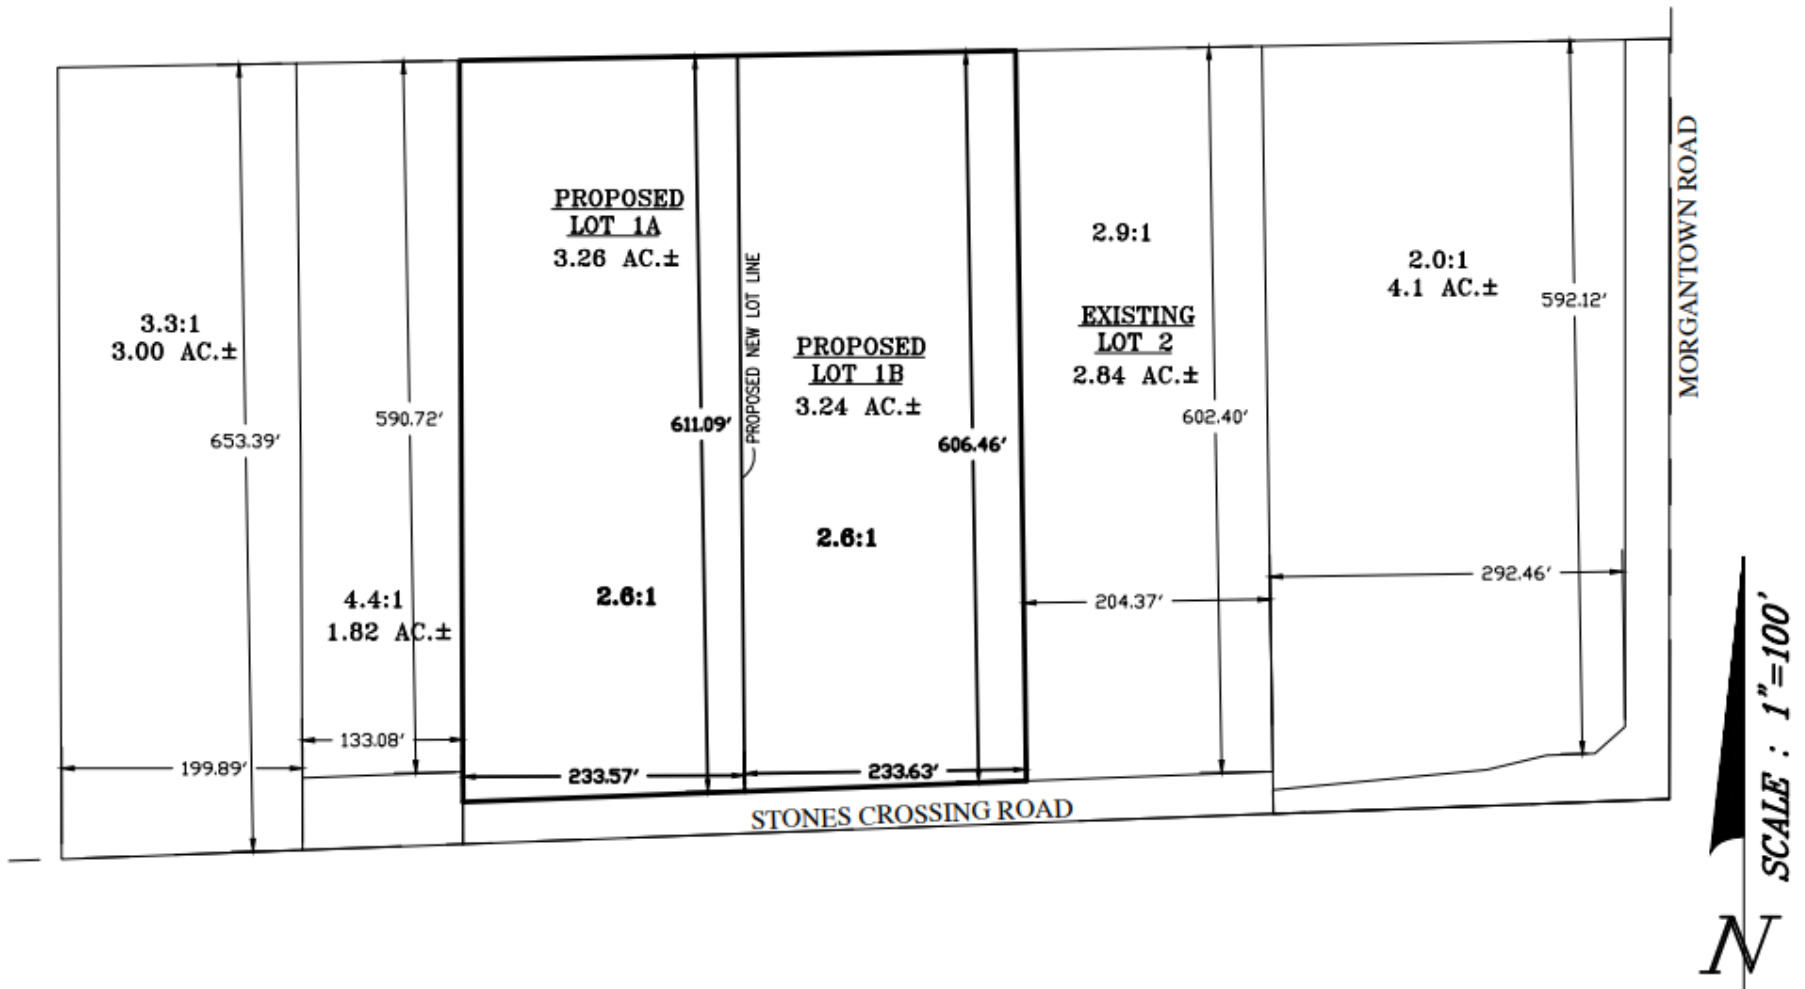 3.3:1
3.00 AC.±
653.39'
199.89'
590.72'
4.4:1
1.82 AC.±
133.08'
PROPOSED
LOT 1A
3.26 AC.±
611.09'
2.6:1
233.57'
PROPOSED NEW LOT LINE
PROPOSED
LOT 1B
3.24 AC.±
606.46'
2.6:1
233.63'
STONES CROSSING ROAD
2.9:1
EXISTING
LOT 2
2.84 AC.±
602.40'
204.37'
2.0:1
4.1 AC.±
592.12'
292.46'
MORGANTOWN ROAD
SCALE : 1"=100'
N